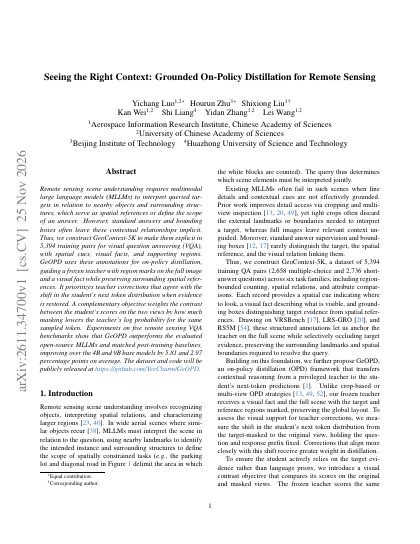 Seeing the Right Context: Grounded On-Policy Distillation for Remote Sensing
Yichang Luo1,2* Hourun Zhu3* Shixiong Liu3†
Kan Wei1,2 Shi Liang4 Yidan Zhang1,2 Lei Wang1,2
1Aerospace Information Research Institute, Chinese Academy of Sciences
2University of Chinese Academy of Sciences
3Beijing Institute of Technology 4Huazhong University of Science and Technology
arXiv:2611.34700v1 [cs.CV] 25 Nov 2026
Abstract
Remote sensing scene understanding requires multimodal
large language models (MLLMs) to interpret queried tar-
gets in relation to nearby objects and surrounding struc-
tures, which serve as spatial references or define the scope
of an answer. However, standard answers and bounding
boxes often leave these contextual relationships implicit.
Thus, we construct GeoContext-5K to make them explicit in
5,394 training pairs for visual question answering (VQA),
with spatial cues, visual facts, and supporting regions.
GeOPD use these annotations for on-policy distillation,
guiding a frozen teacher with region marks on the full image
and a visual fact while preserving surrounding spatial refer-
ences. It prioritizes teacher corrections that agree with the
shift in the student's next token distribution when evidence
is restored. A complementary objective weights the contrast
between the student's scores on the two views by how much
masking lowers the teacher's log probability for the same
sampled token. Experiments on five remote sensing VQA
benchmarks show that GeOPD outperforms the evaluated
open-source MLLMs and matched post-training baselines,
improving over the 4B and 9B base models by 5.81 and 2.97
percentage points on average. The dataset and code will be
publicly released at https://github.com/YeeCharm/GeOPD.
1. Introduction
Remote sensing scene understanding involves recognizing
objects, interpreting spatial relations, and characterizing
larger regions [23, 40]. In wide aerial scenes where simi-
lar objects recur [38], MLLMs must interpret the scene in
relation to the question, using nearby landmarks to identify
the intended instance and surrounding structures to define
the scope of spatially constrained tasks (e.g., the parking
lot and diagonal road in Figure 1 delimit the area in which
*Equal contribution.
†Corresponding author.
the white blocks are counted). The query thus determines
which scene elements must be interpreted jointly.
Existing MLLMs often fail in such scenes when fine
details and contextual cues are not effectively grounded.
Prior work improves detail access via cropping and multi-
view inspection [13, 20, 49], yet tight crops often discard
the external landmarks or boundaries needed to interpret
a target, whereas full images leave relevant context un-
guided. Moreover, standard answer supervision and bound-
ing boxes [12, 17] rarely distinguish the target, the spatial
reference, and the visual relation linking them.
Thus, we construct GeoContext-5K, a dataset of 5,394
training QA pairs (2,658 multiple-choice and 2,736 short-
answer questions) across six task families, including region-
bounded counting, spatial relations, and attribute compar-
isons. Each record provides a spatial cue indicating where
to look, a visual fact describing what is visible, and ground-
ing boxes distinguishing target evidence from spatial refer-
ences. Drawing on VRSBench [17], LRS-GRO [20], and
RS5M [54], these structured annotations let us anchor the
teacher on the full scene while selectively excluding target
evidence, preserving the surrounding landmarks and spatial
boundaries required to resolve the query.
Building on this foundation, we further propose GeOPD,
an on-policy distillation (OPD) framework that transfers
contextual reasoning from a privileged teacher to the stu-
dent's next-token predictions [1]. Unlike crop-based or
multi-view OPD strategies [13, 49, 52], our frozen teacher
receives a visual fact and the full scene with the target and
reference regions marked, preserving the global layout. To
assess the visual support for teacher corrections, we mea-
sure the shift in the student's next token distribution from
the target-masked to the original view, holding the ques-
tion and response prefix fixed. Corrections that align more
closely with this shift receive greater weight in distillation.
To ensure the student actively relies on the target evi-
dence rather than language priors, we introduce a visual
contrast objective that compares its scores on the original
and masked views. The frozen teacher scores the same
1